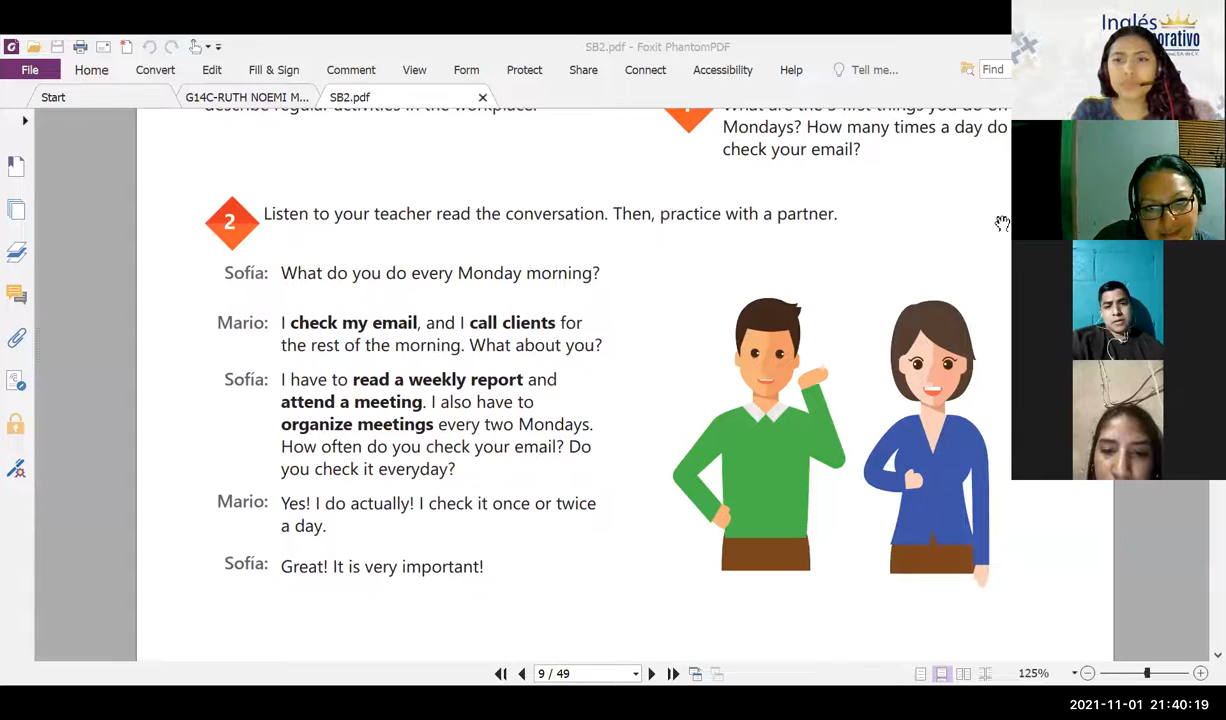 Inglés
orativo
SB2.pdf - Foxit PhantomPDF
File Home Convert Edit Fill & Sign Comment View Form Protect Share Connect Accessibility Help Tell me... Find
Start G14C-RUTH NOEMI M... SB2.pdf
describe regular activities in the workplace.
What are the 3 first things you do on
Mondays? How many times a day do
check your email?
2 Listen to your teacher read the conversation. Then, practice with a partner.
Sofía: What do you do every Monday morning?
Mario: I check my email, and I call clients for
the rest of the morning. What about you?
Sofía: I have to read a weekly report and
attend a meeting. I also have to
organize meetings every two Mondays.
How often do you check your email? Do
you check it everyday?
Mario: Yes! I do actually! I check it once or twice
a day.
Sofía: Great! It is very important!
9 / 49
125%
2021-11-01 21:40:19